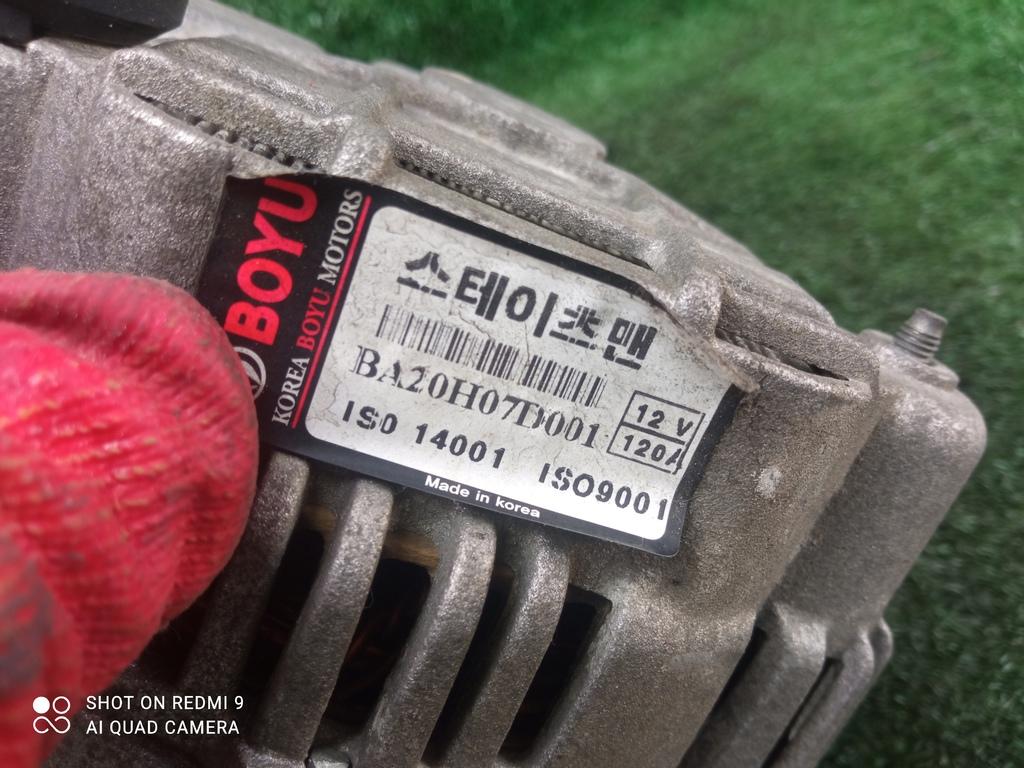 BOYU
KOREA BOYU MOTORS
스테이츠맨
BA20H07D001
12 V
120A
ISO 14001 ISO9001
Made in korea
SHOT ON REDMI 9
AI QUAD CAMERA